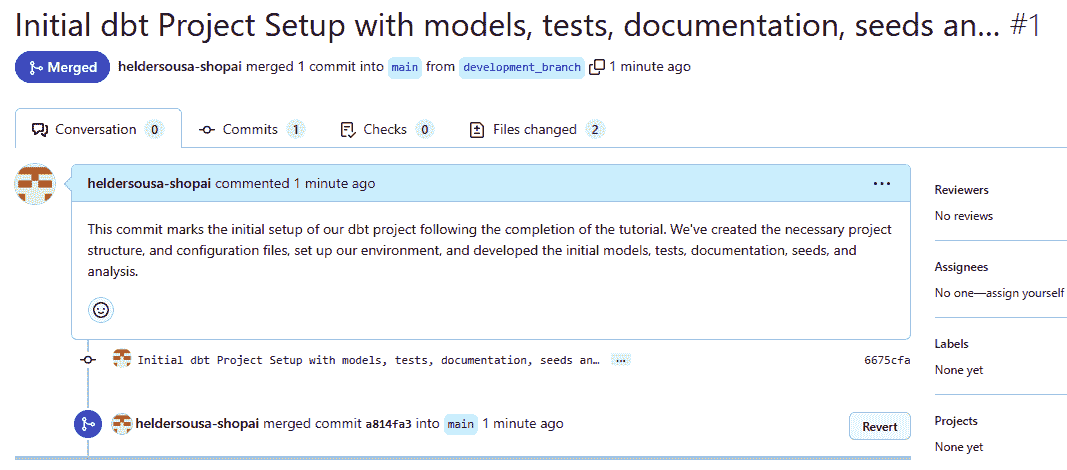 Initial dbt Project Setup with models, tests, documentation, seeds an... #1
Merged heldersousa-shopai merged 1 commit into main from development_branch 1 minute ago
Conversation 0 Commits 1 Checks 0 Files changed 2
heldersousa-shopai commented 1 minute ago ...
This commit marks the initial setup of our dbt project following the completion of the tutorial. We've created the necessary project
structure, and configuration files, set up our environment, and developed the initial models, tests, documentation, seeds, and
analysis.
Initial dbt Project Setup with models, tests, documentation, seeds an… ... 6675cfa
heldersousa-shopai merged commit a814fa3 into main 1 minute ago Revert
Reviewers
No reviews
Assignees
No one—assign yourself
Labels
None yet
Projects
None yet